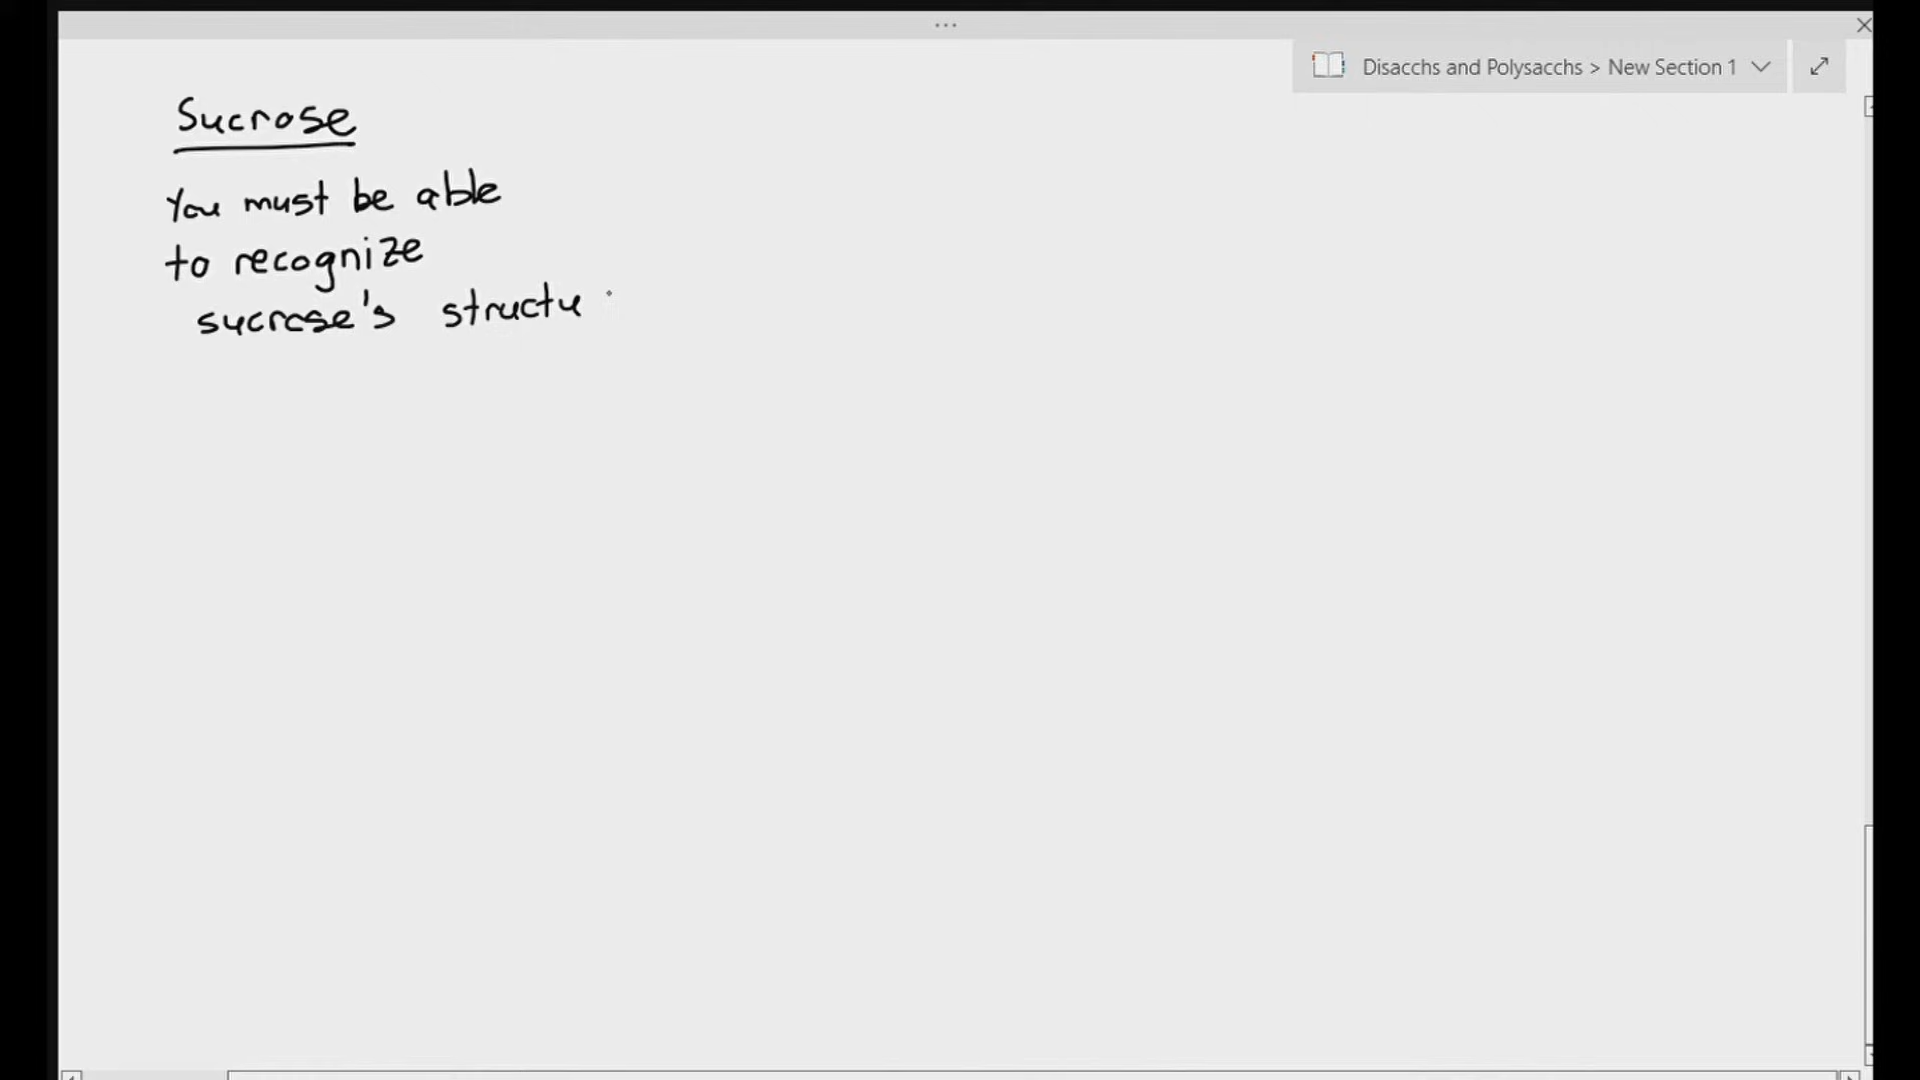 ...
Disacchs and Polysacchs > New Section 1
Sucrose
You must be able
to recognize
sucrose's structu